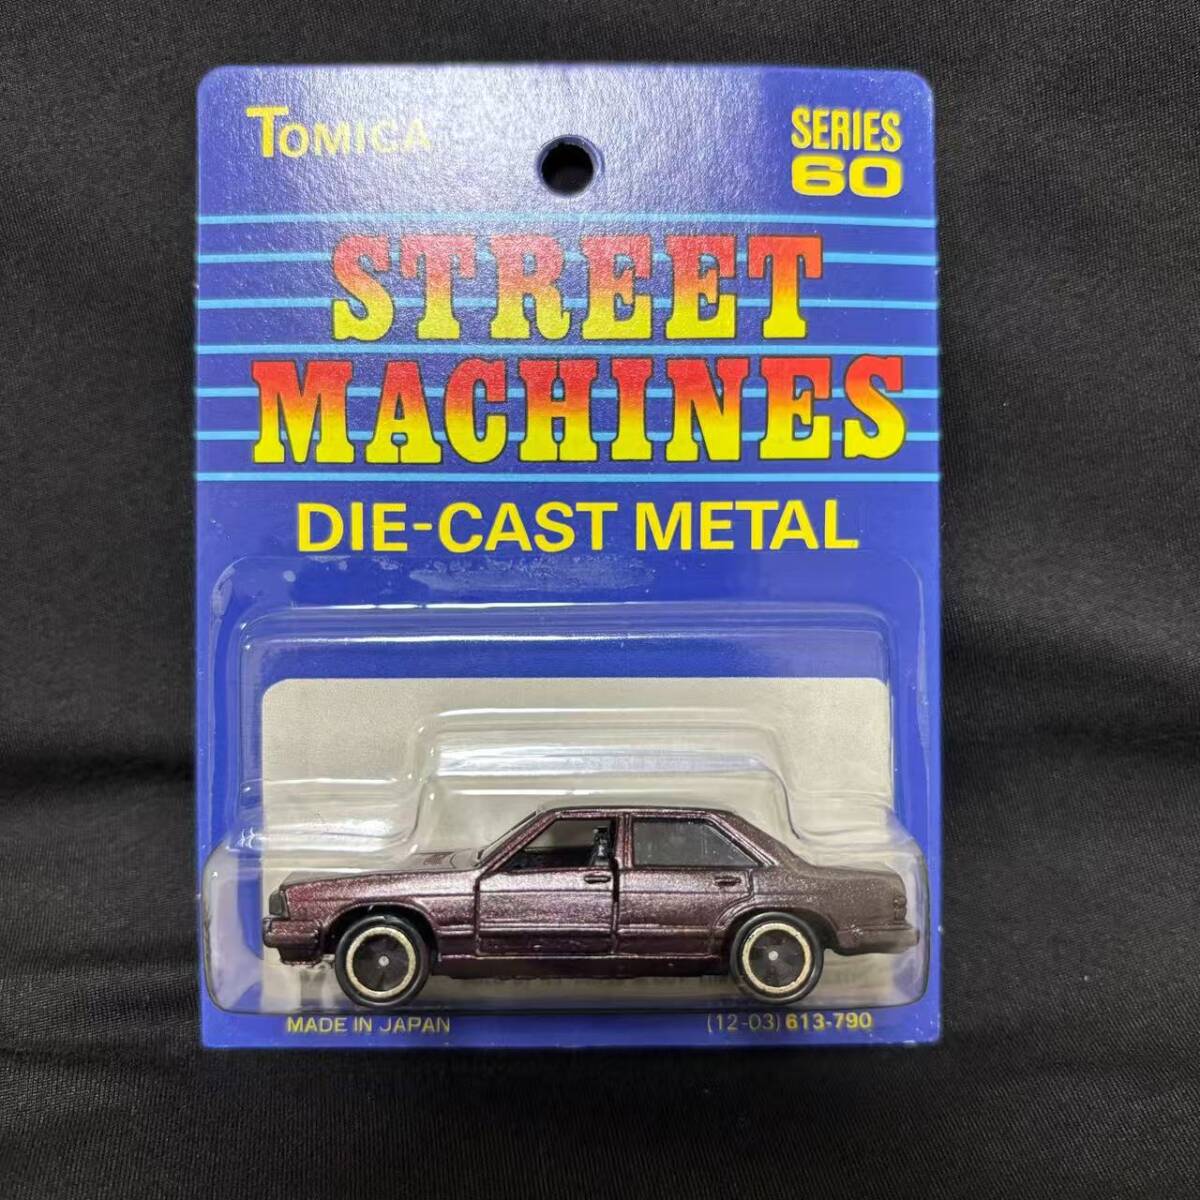 TOMICA
SERIES
60
STREET
MACHINES
DIE-CAST METAL
MADE IN JAPAN
(12-03) 613-790